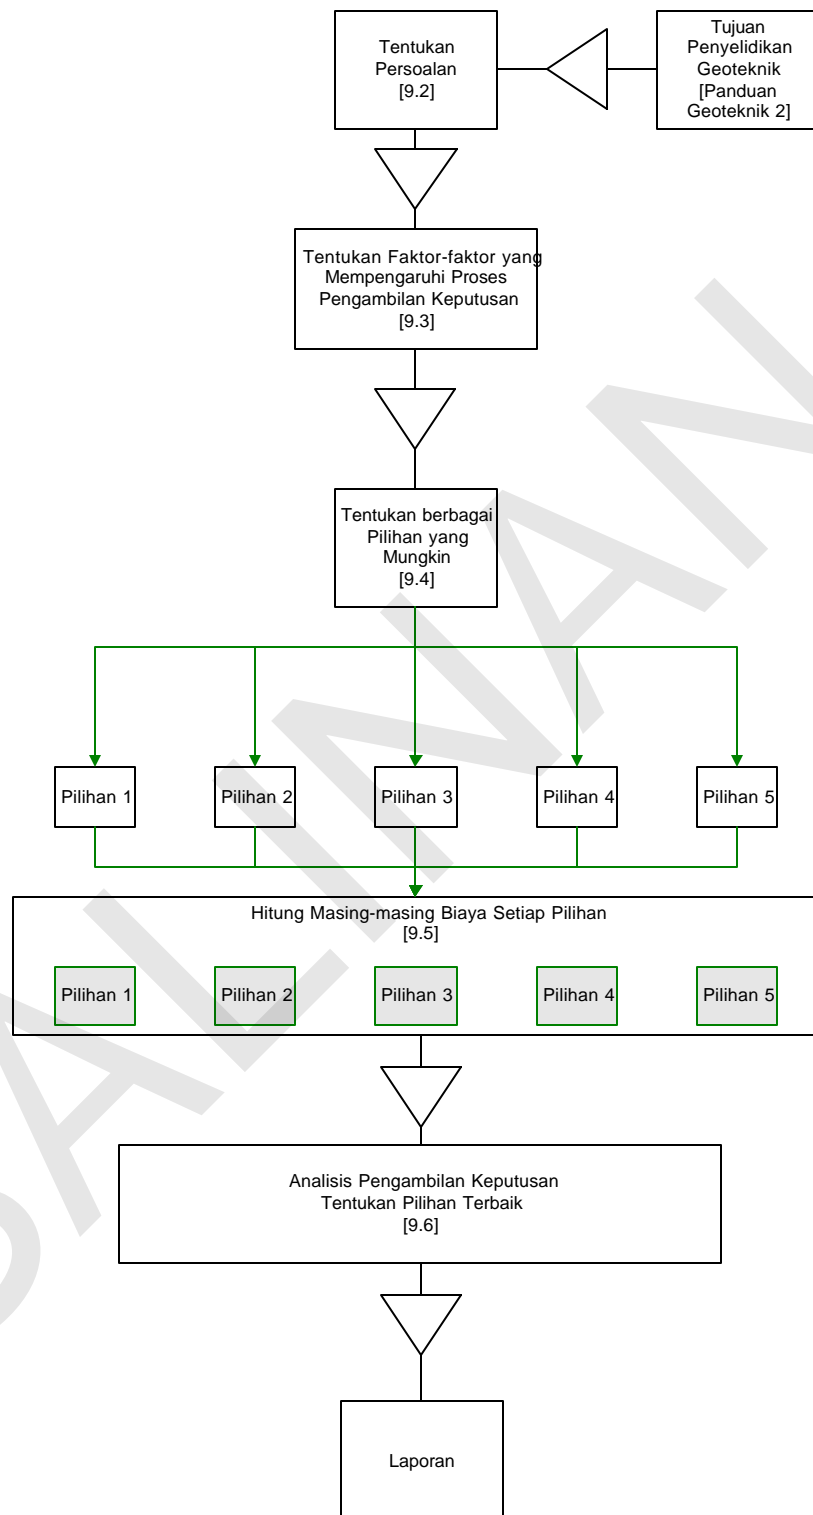 Tentukan
Persoalan
[9.2]
Tujuan
Penyelidikan
Geoteknik
[Panduan
Geoteknik 2]
Tentukan Faktor-faktor yang
Mempengaruhi Proses
Pengambilan Keputusan
[9.3]
Tentukan berbagai
Pilihan yang
Mungkin
[9.4]
Pilihan 1
Pilihan 2
Pilihan 3
Pilihan 4
Pilihan 5
Hitung Masing-masing Biaya Setiap Pilihan
[9.5]
Pilihan 1
Pilihan 2
Pilihan 3
Pilihan 4
Pilihan 5
Analisis Pengambilan Keputusan
Tentukan Pilihan Terbaik
[9.6]
Laporan
SALINAN